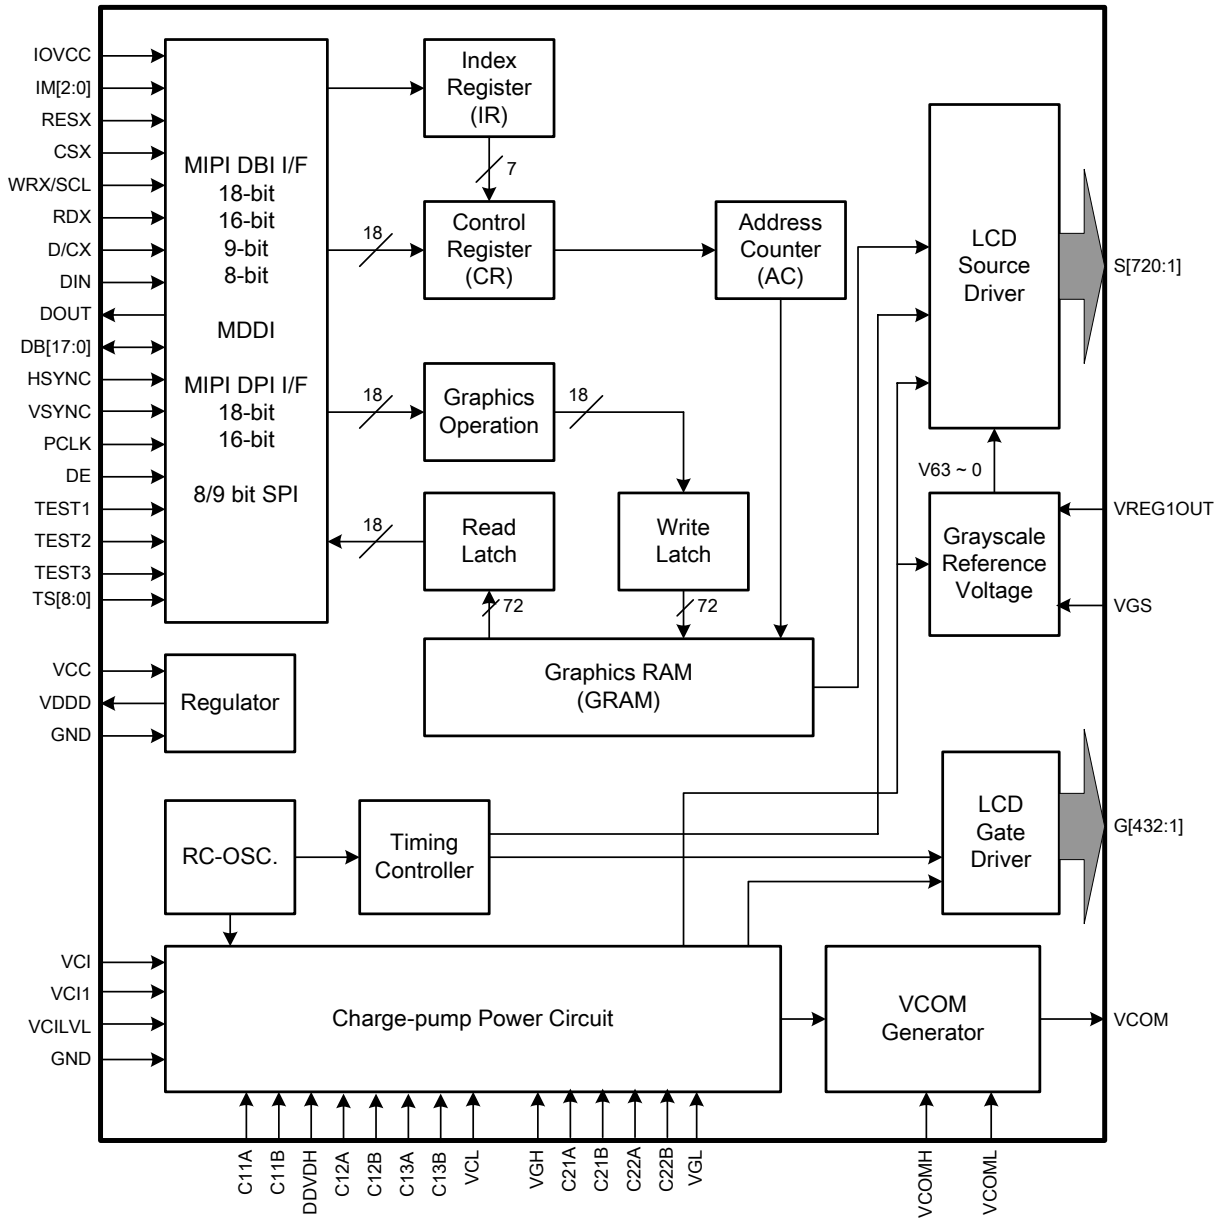 IOVCC
IM[2:0]
RESX
CSX
WRX/SCL
RDX
D/CX
DIN
DOUT
DB[17:0]
HSYNC
VSYNC
PCLK
DE
TEST1
TEST2
TEST3
TS[8:0]
MIPI DBI I/F
18-bit
16-bit
9-bit
8-bit
MDDI
MIPI DPI I/F
18-bit
16-bit
8/9 bit SPI
Index
Register
(IR)
7
18
Control
Register
(CR)
Address
Counter
(AC)
18
Graphics
Operation
18
18
Read
Latch
Write
Latch
72
72
Graphics RAM
(GRAM)
LCD
Source
Driver
S[720:1]
V63 ~ 0
Grayscale
Reference
Voltage
VREG1OUT
VGS
VCC
VDDD
GND
Regulator
RC-OSC.
Timing
Controller
LCD
Gate
Driver
G[432:1]
VCI
VCI1
VCILVL
GND
Charge-pump Power Circuit
VCOM
Generator
VCOM
C11A
C11B
DDVDH
C12A
C12B
C13A
C13B
VCL
VGH
C21A
C21B
C22A
C22B
VGL
VCOMH
VCOML